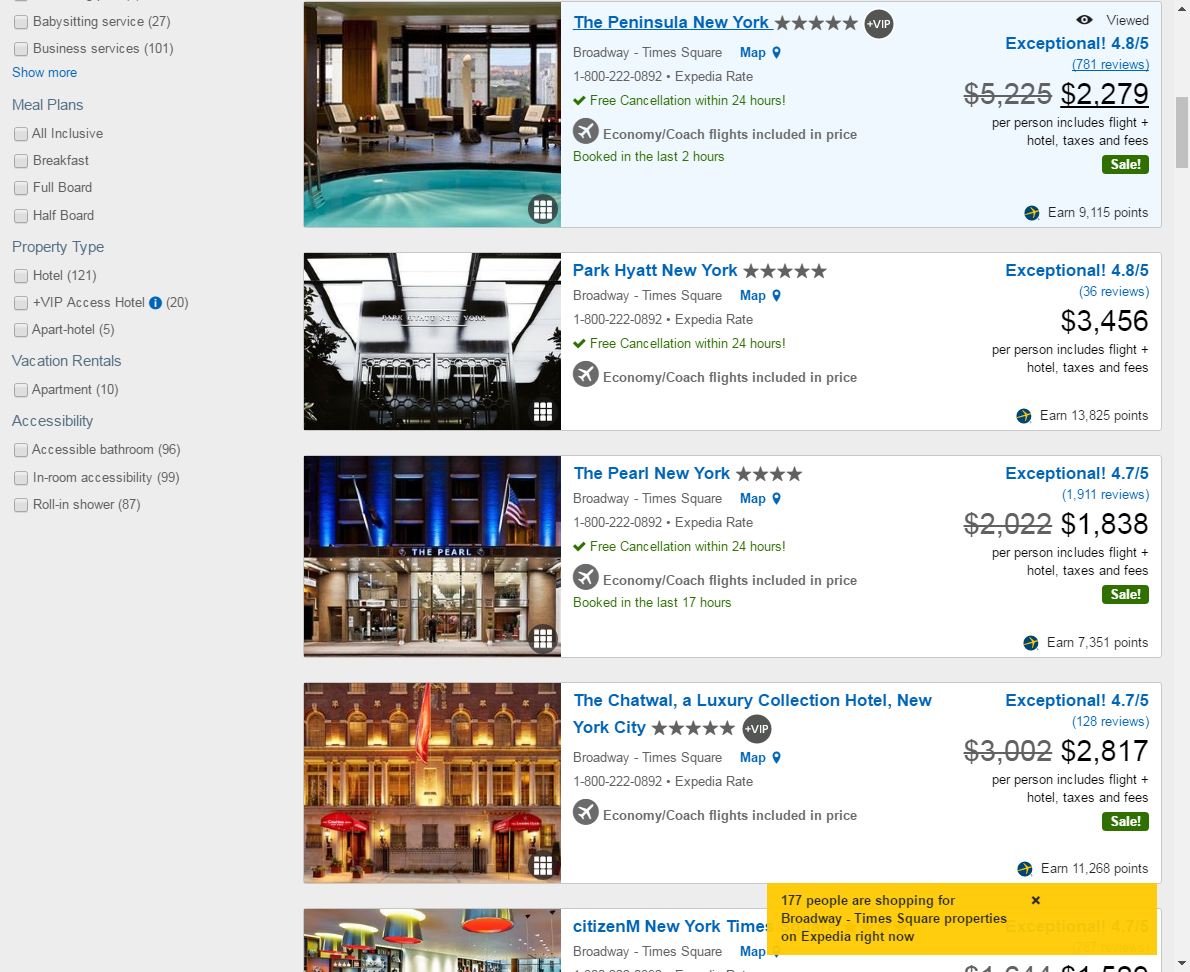 Babysitting service (27)
Business services (101)
Show more
Meal Plans
All Inclusive
Breakfast
Full Board
Half Board
Property Type
Hotel (121)
+VIP Access Hotel (20)
Apart-hotel (5)
Vacation Rentals
Apartment (10)
Accessibility
Accessible bathroom (96)
In-room accessibility (99)
Roll-in shower (87)
The Peninsula New York +VIP
Broadway - Times Square Map
1-800-222-0892 • Expedia Rate
Free Cancellation within 24 hours!
Economy/Coach flights included in price
Booked in the last 2 hours
Viewed
Exceptional! 4.8/5
(781 reviews)
$5,225 $2,279
per person includes flight +
hotel, taxes and fees
Sale!
Earn 9,115 points
PARK HYATT NEW YORK
Park Hyatt New York
Broadway - Times Square Map
1-800-222-0892 • Expedia Rate
Free Cancellation within 24 hours!
Economy/Coach flights included in price
Exceptional! 4.8/5
(36 reviews)
$3,456
per person includes flight +
hotel, taxes and fees
Earn 13,825 points
THE PEARL
The Pearl New York
Broadway - Times Square Map
1-800-222-0892 • Expedia Rate
Free Cancellation within 24 hours!
Economy/Coach flights included in price
Booked in the last 17 hours
Exceptional! 4.7/5
(1,911 reviews)
$2,022 $1,838
per person includes flight +
hotel, taxes and fees
Sale!
Earn 7,351 points
The Chatwal, a Luxury Collection Hotel, New
York City +VIP
Broadway - Times Square Map
1-800-222-0892 • Expedia Rate
Economy/Coach flights included in price
Exceptional! 4.7/5
(128 reviews)
$3,002 $2,817
per person includes flight +
hotel, taxes and fees
Sale!
Earn 11,268 points
citizenM New York Times
Broadway - Times Square Map
Exceptional! 4.7/5
177 people are shopping for
Broadway - Times Square properties
on Expedia right now